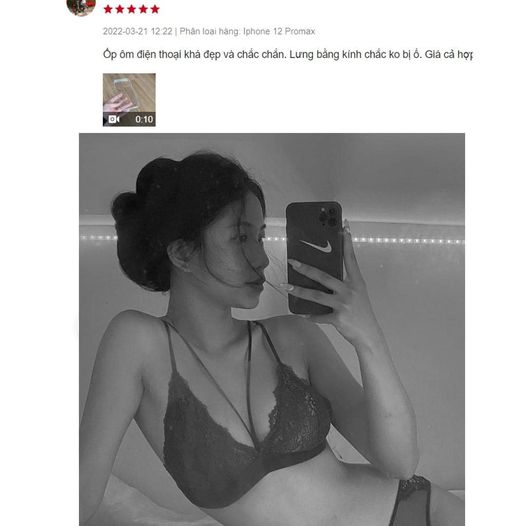 2022-03-21 12:22 | Phân loại hàng: Iphone 12 Promax
Ốp ôm điện thoại khá đẹp và chắc chắn. Lưng bằng kính chắc ko bị ố. Giá cả hợp
0:10